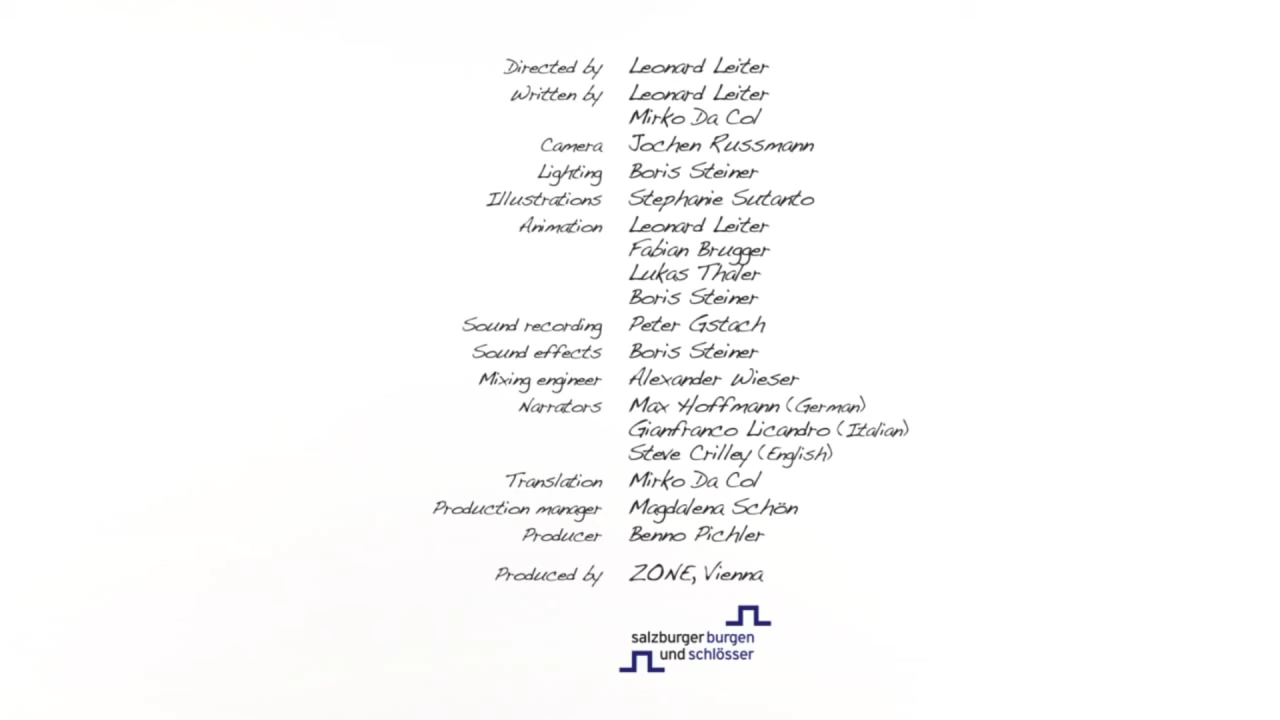 Directed by Leonard Leiter
Written by Leonard Leiter
Mirko Da Col
Camera Jochen Russmann
Lighting Boris Steiner
Illustrations Stephanie Sutanto
Animation Leonard Leiter
Fabian Brugger
Lukas Thaler
Boris Steiner
Sound recording Peter Gstach
Sound effects Boris Steiner
Mixing engineer Alexander Wieser
Narrators Max Hoffmann (German)
Gianfranco Licandro (Italian)
Steve Crilley (English)
Translation Mirko Da Col
Production manager Magdalena Schön
Producer Benno Pichler
Produced by ZONE, Vienna
salzburger burgen
und schlösser